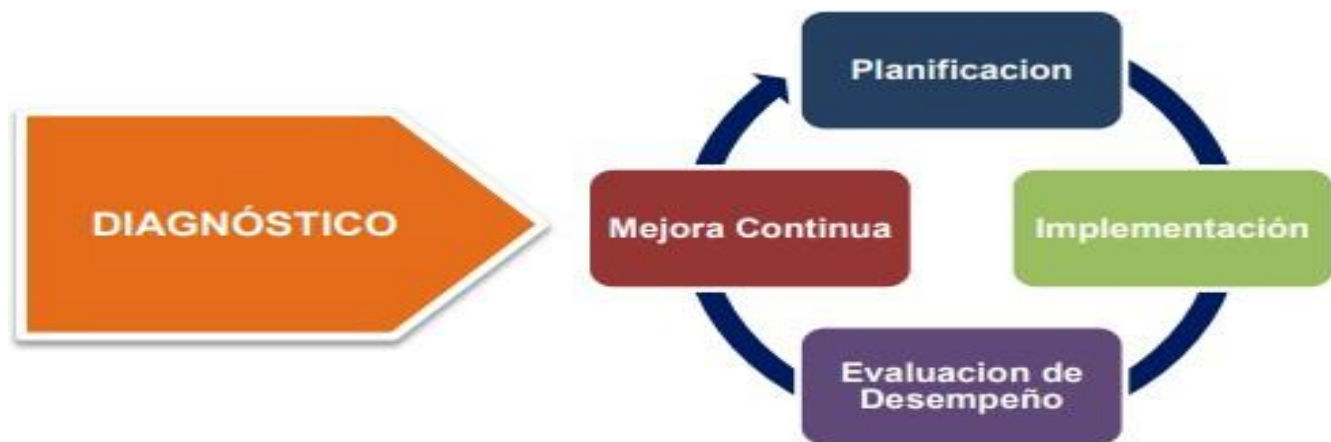 DIAGNÓSTICO
Planificacion
Implementación
Evaluacion de
Desempeño
Mejora Continua